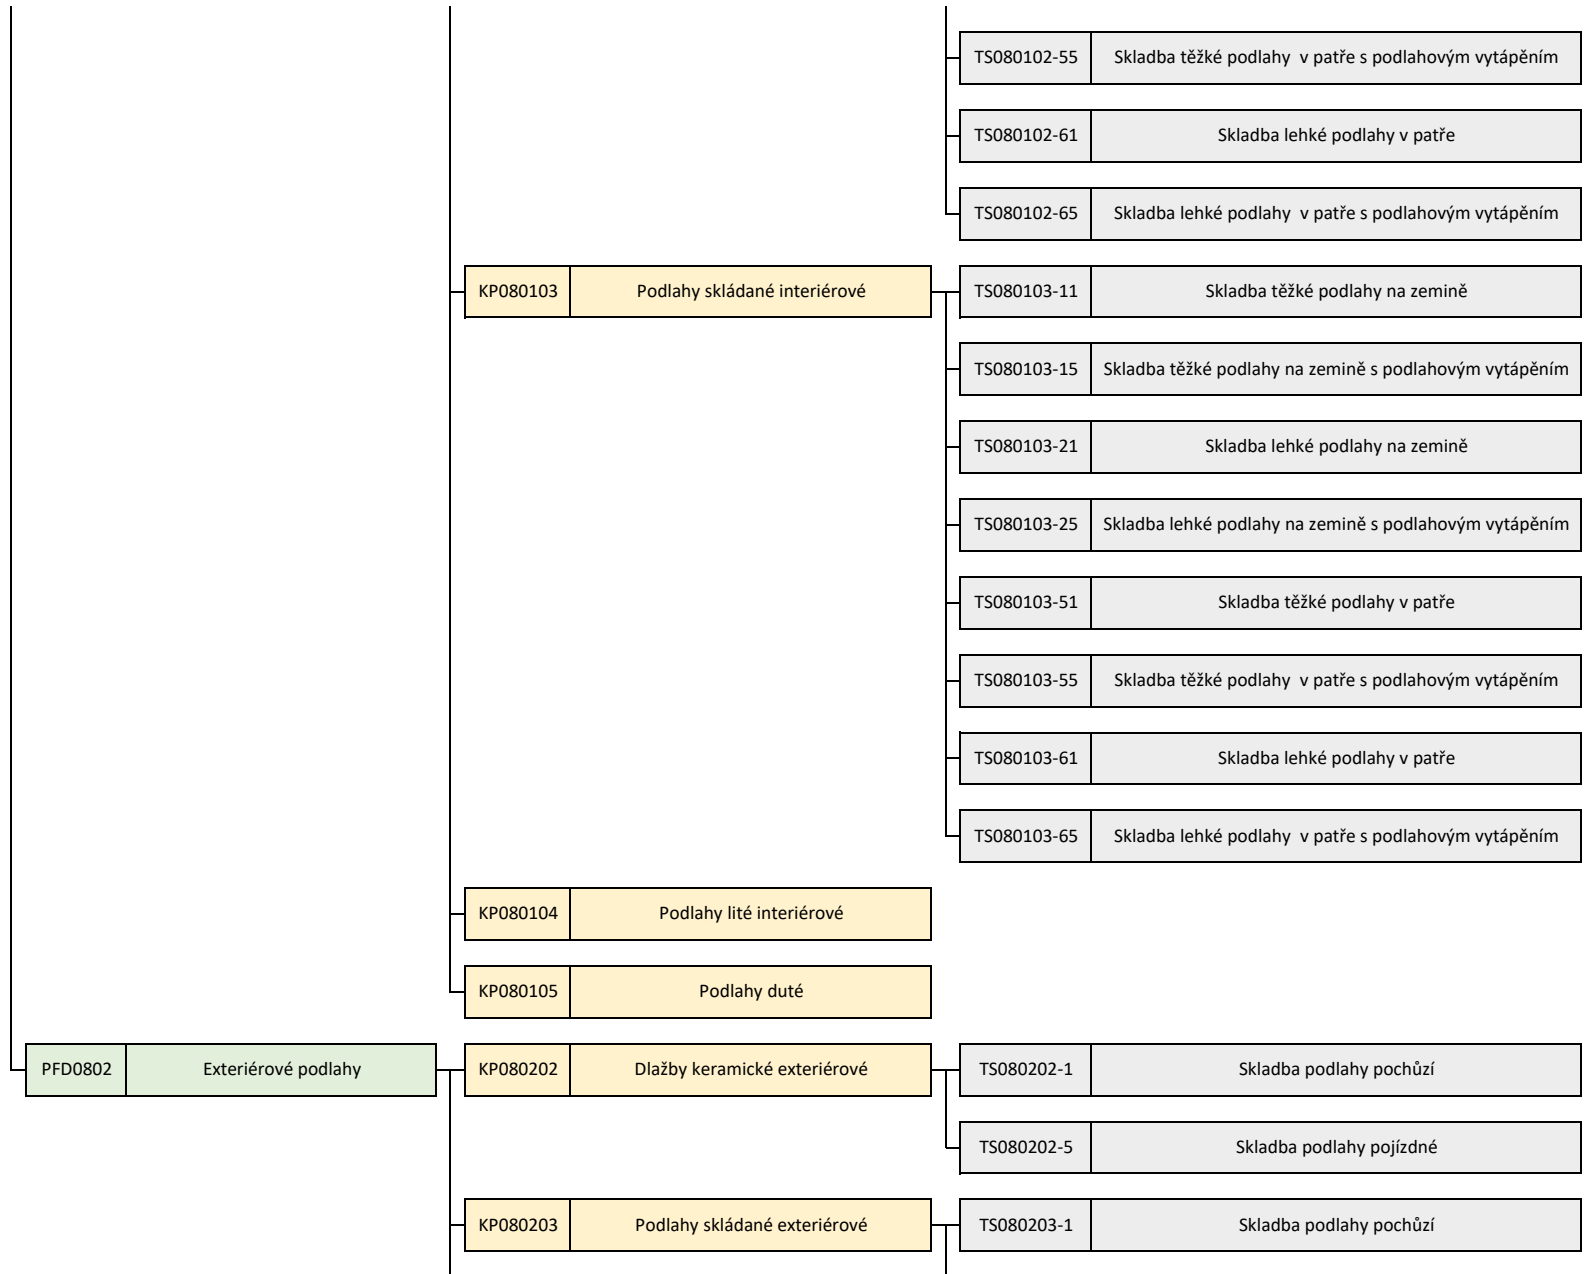 TS080102-55 Skladba těžké podlahy  v patře s podlahovým vytápěním
TS080102-61 Skladba lehké podlahy v patře
TS080102-65 Skladba lehké podlahy  v patře s podlahovým vytápěním
KP080103 Podlahy skládané interiérové TS080103-11 Skladba těžké podlahy na zemině
TS080103-15 Skladba těžké podlahy na zemině s podlahovým vytápěním
TS080103-21 Skladba lehké podlahy na zemině
TS080103-25 Skladba lehké podlahy na zemině s podlahovým vytápěním
TS080103-51 Skladba těžké podlahy v patře
TS080103-55 Skladba těžké podlahy  v patře s podlahovým vytápěním
TS080103-61 Skladba lehké podlahy v patře
TS080103-65 Skladba lehké podlahy  v patře s podlahovým vytápěním
KP080104 Podlahy lité interiérové
KP080105 Podlahy duté
PFD0802 Exteriérové podlahy KP080202 Dlažby keramické exteriérové TS080202-1 Skladba podlahy pochůzí
TS080202-5 Skladba podlahy pojízdné
KP080203 Podlahy skládané exteriérové TS080203-1 Skladba podlahy pochůzí